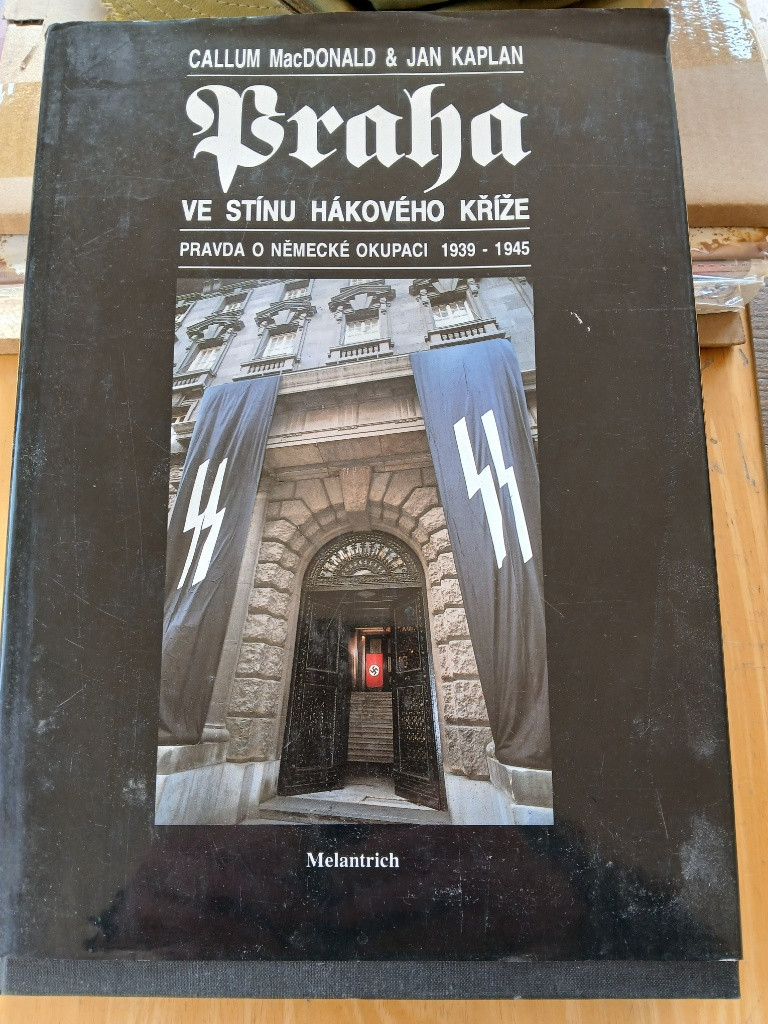 CALLUM MacDONALD & JAN KAPLAN
Praha
VE STÍNU HÁKOVÉHO KŘÍŽE
PRAVDA O NĚMECKÉ OKUPACI 1939 - 1945
Melantrich